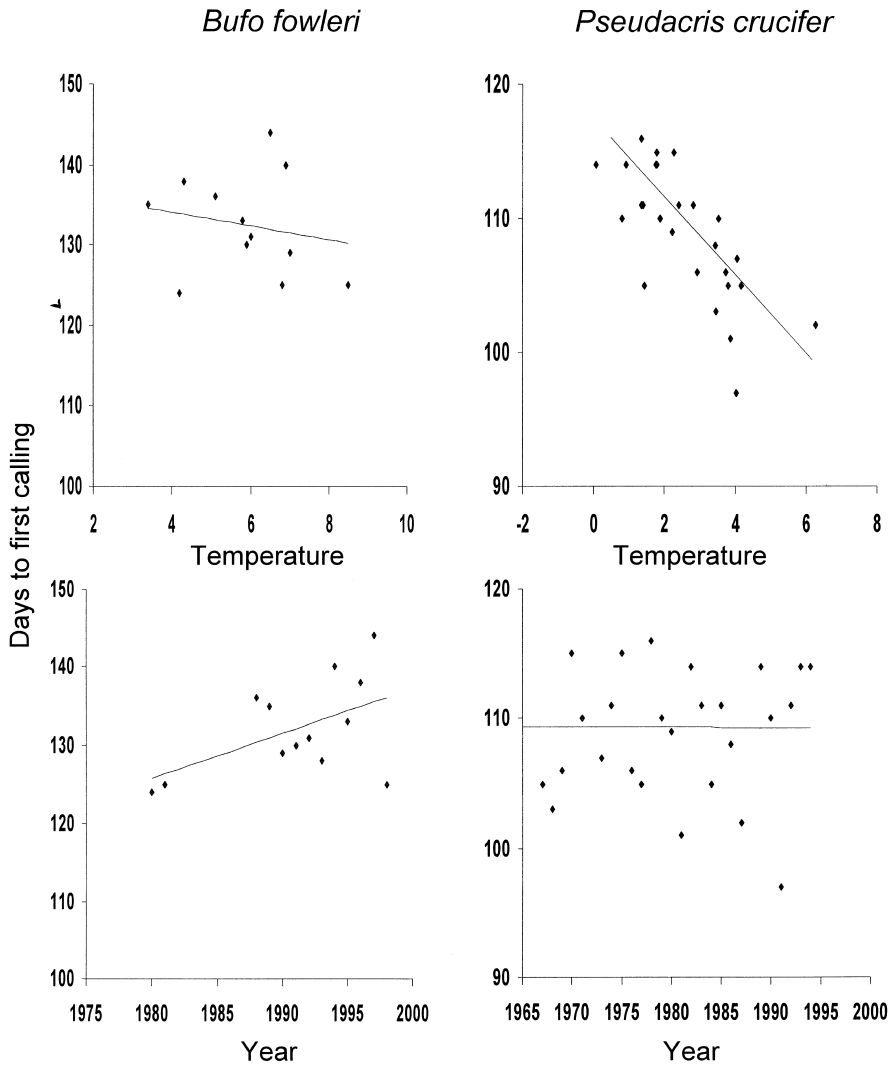 Bufo fowleri
Pseudacris crucifer
150
140
130
120
110
100
2 4 6 8 10
Temperature
120
110
100
90
-2 0 2 4 6 8
Temperature
Days to first calling
150
140
130
120
110
100
1975 1980 1985 1990 1995 2000
Year
120
110
100
90
1965 1970 1975 1980 1985 1990 1995 2000
Year